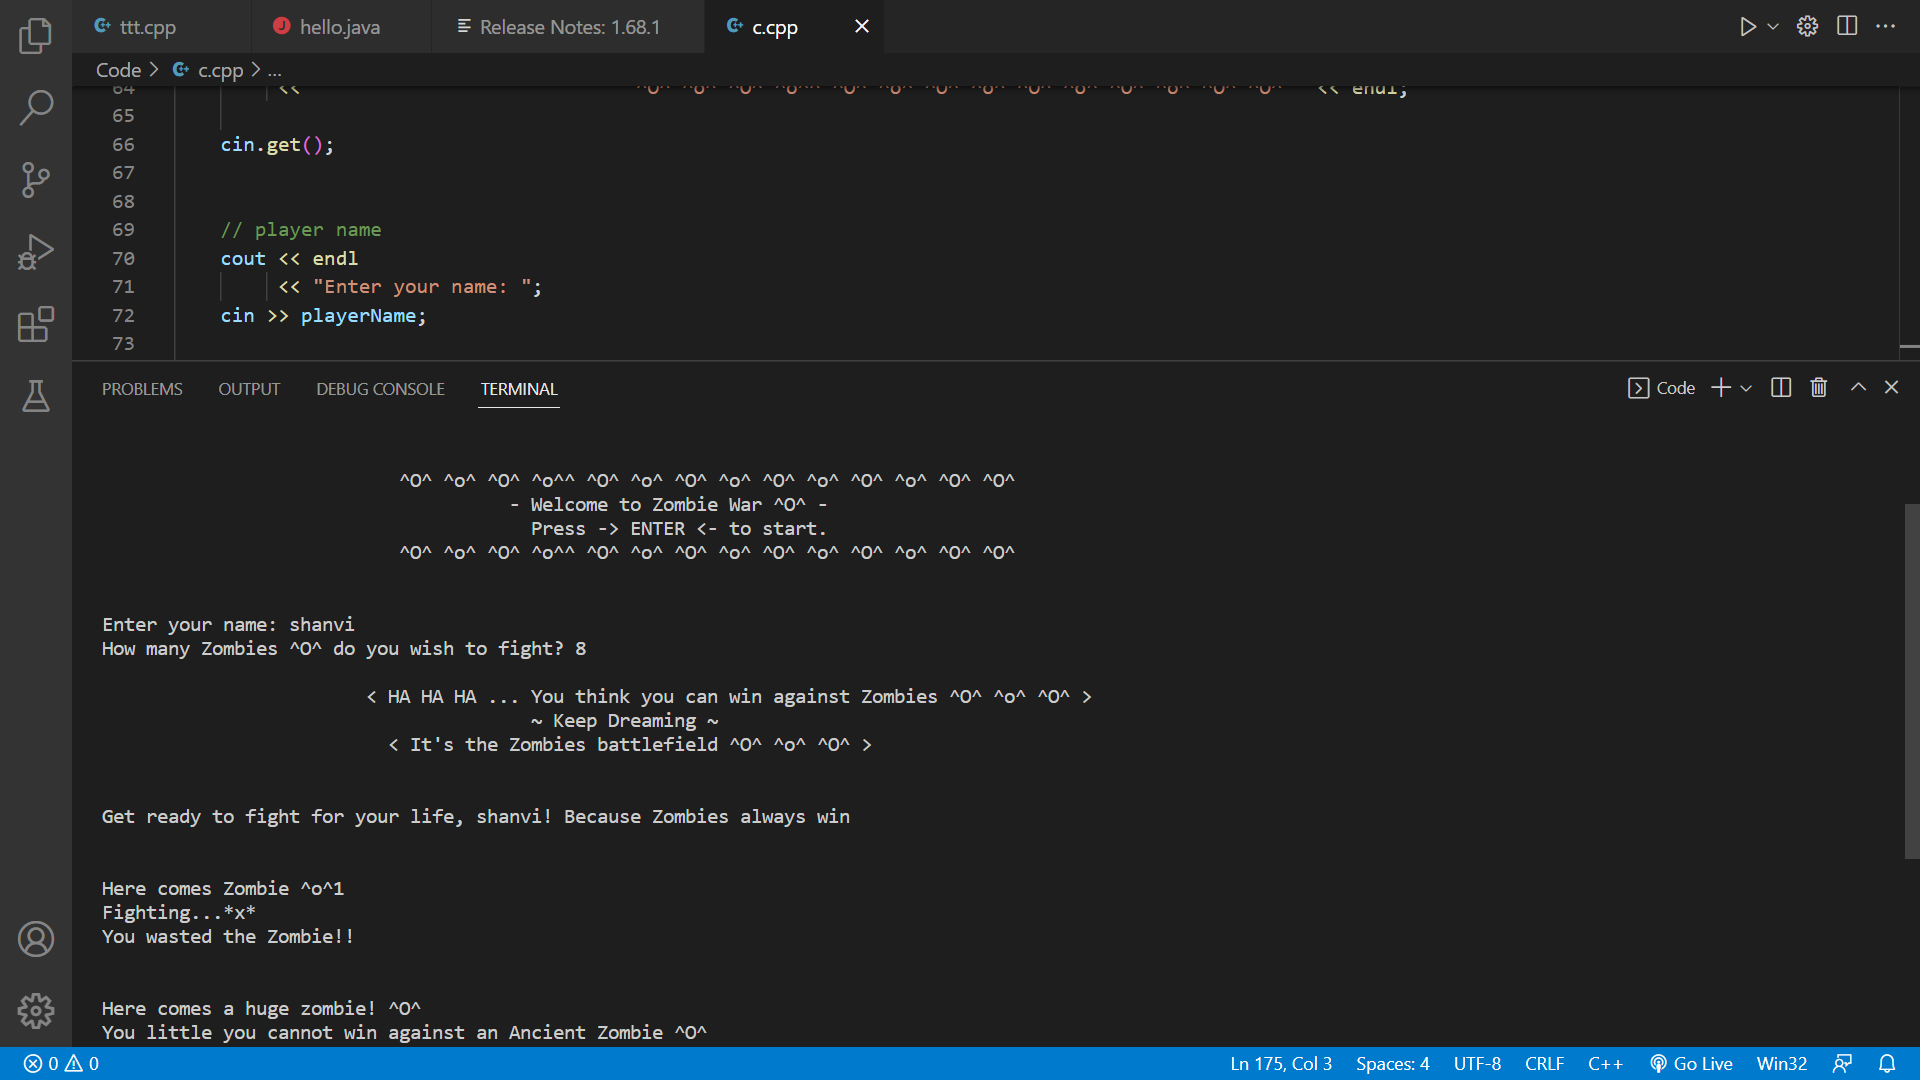 ttt.cpp hello.java Release Notes: 1.68.1 c.cpp
Code > c.cpp > ...
64 << ^O^ ^o^ ^O^ ^o^^ ^O^ ^o^ ^O^ ^o^ ^O^ ^o^ ^O^ ^o^ ^O^ ^O^ << endl;
65
66 cin.get();
67
68
69 // player name
70 cout << endl
71 << "Enter your name: ";
72 cin >> playerName;
73
PROBLEMS OUTPUT DEBUG CONSOLE TERMINAL Code
^O^ ^o^ ^O^ ^o^^ ^O^ ^o^ ^O^ ^o^ ^O^ ^o^ ^O^ ^o^ ^O^ ^O^
- Welcome to Zombie War ^O^ -
Press -> ENTER <- to start.
^O^ ^o^ ^O^ ^o^^ ^O^ ^o^ ^O^ ^o^ ^O^ ^o^ ^O^ ^o^ ^O^ ^O^
Enter your name: shanvi
How many Zombies ^O^ do you wish to fight? 8
< HA HA HA ... You think you can win against Zombies ^O^ ^o^ ^O^ >
~ Keep Dreaming ~
< It's the Zombies battlefield ^O^ ^o^ ^O^ >
Get ready to fight for your life, shanvi! Because Zombies always win
Here comes Zombie ^o^1
Fighting...*x*
You wasted the Zombie!!
Here comes a huge zombie! ^O^
You little you cannot win against an Ancient Zombie ^O^
0 0 Ln 175, Col 3 Spaces: 4 UTF-8 CRLF C++ Go Live Win32